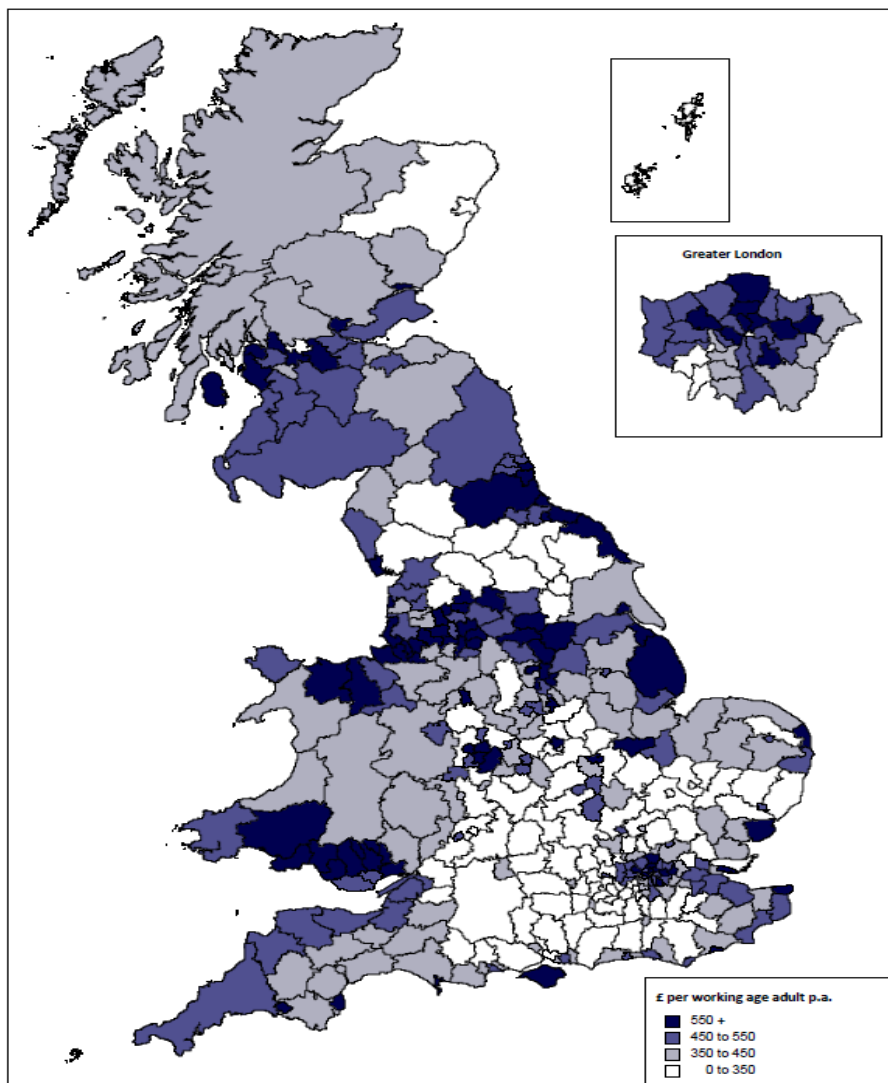 Greater London
£ per working age adult p.a.
550 +
450 to 550
350 to 450
0 to 350